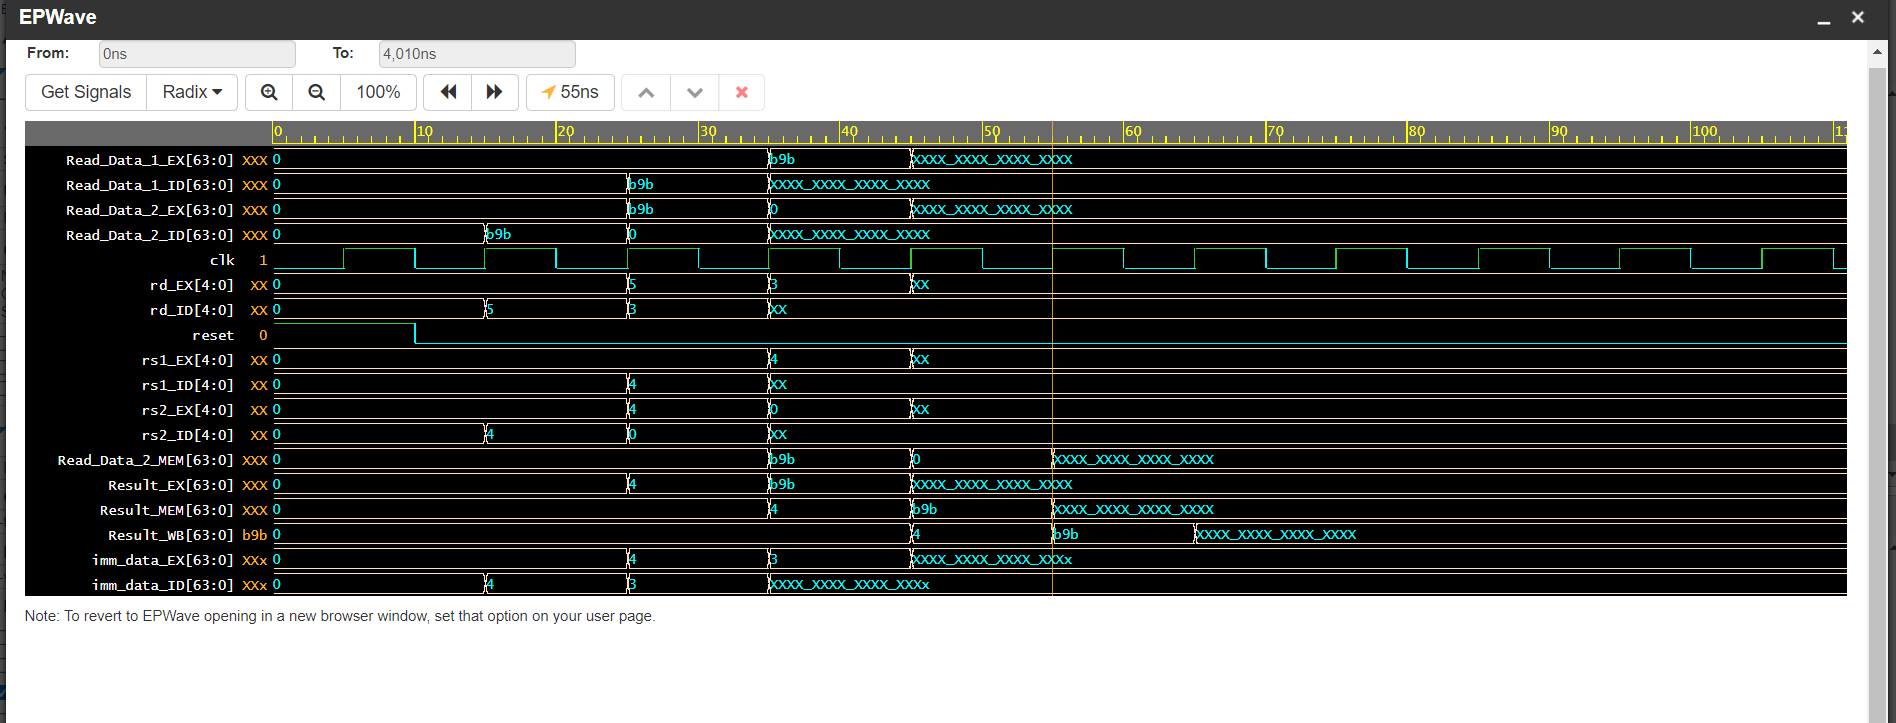 EPWave
From: 0ns To: 4,010ns
Get Signals Radix 100% 55ns
0 10 20 30 40 50 60 70 80 90 100 11
Read_Data_1_EX[63:0] XXX 0 b9b XXXX_XXXX_XXXX_XXXX
Read_Data_1_ID[63:0] XXX 0 b9b XXXX_XXXX_XXXX_XXXX
Read_Data_2_EX[63:0] XXX 0 b9b 0 XXXX_XXXX_XXXX_XXXX
Read_Data_2_ID[63:0] XXX 0 b9b 0 XXXX_XXXX_XXXX_XXXX
clk 1
rd_EX[4:0] XX 0 5 3 XX
rd_ID[4:0] XX 0 5 3 XX
reset 0
rs1_EX[4:0] XX 0 4 XX
rs1_ID[4:0] XX 0 4 XX
rs2_EX[4:0] XX 0 4 0 XX
rs2_ID[4:0] XX 0 4 0 XX
Read_Data_2_MEM[63:0] XXX 0 b9b 0 XXXX_XXXX_XXXX_XXXX
Result_EX[63:0] XXX 0 4 b9b XXXX_XXXX_XXXX_XXXX
Result_MEM[63:0] XXX 0 4 b9b XXXX_XXXX_XXXX_XXXX
Result_WB[63:0] b9b 0 4 b9b XXXX_XXXX_XXXX_XXXX
imm_data_EX[63:0] XXx 0 4 3 XXXX_XXXX_XXXX_XXXx
imm_data_ID[63:0] XXx 0 4 3 XXXX_XXXX_XXXX_XXXx
Note: To revert to EPWave opening in a new browser window, set that option on your user page.